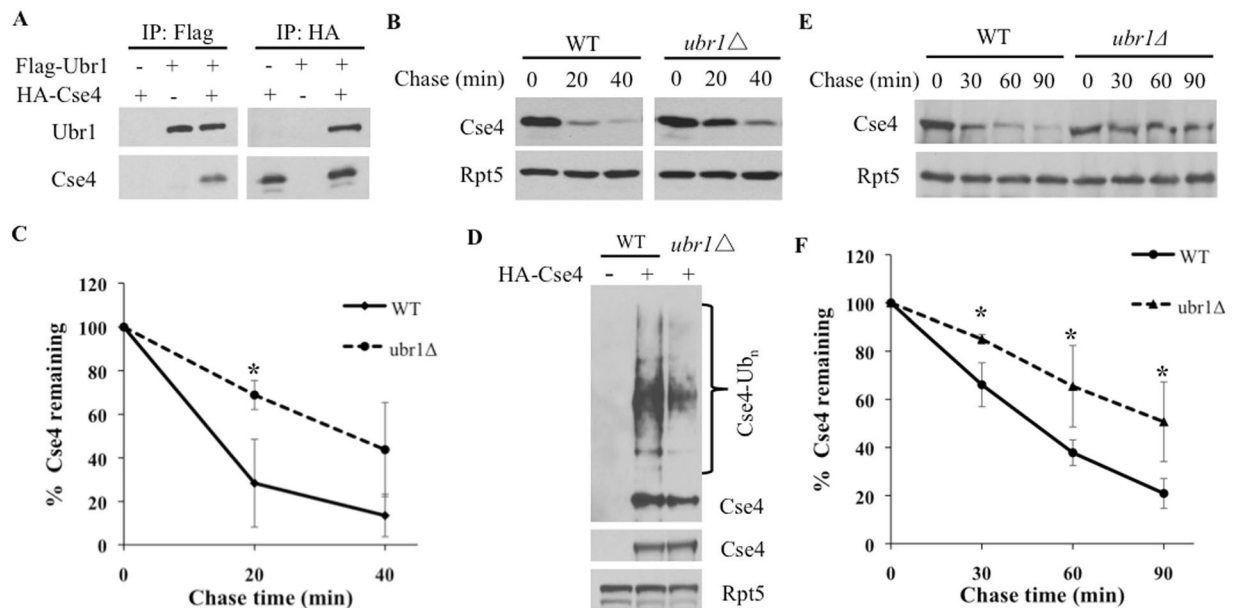 A
IP: Flag IP: HA
Flag-Ubr1 - + + - + +
HA-Cse4 + - + + - +
Ubr1
Cse4
B
WT ubr1△
Chase (min) 0 20 40 0 20 40
Cse4
Rpt5
E
WT ubr1Δ
Chase (min) 0 30 60 90 0 30 60 90
Cse4
Rpt5
C
% Cse4 remaining
120
100
80
60
40
20
0
0 20 40
Chase time (min)
WT
ubr1Δ
*
D
WT ubr1△
HA-Cse4 - + +
Cse4-Ubn
Cse4
Cse4
Rpt5
F
% Cse4 remaining
120
100
80
60
40
20
0
0 30 60 90
Chase time (min)
WT
ubr1Δ
* * *